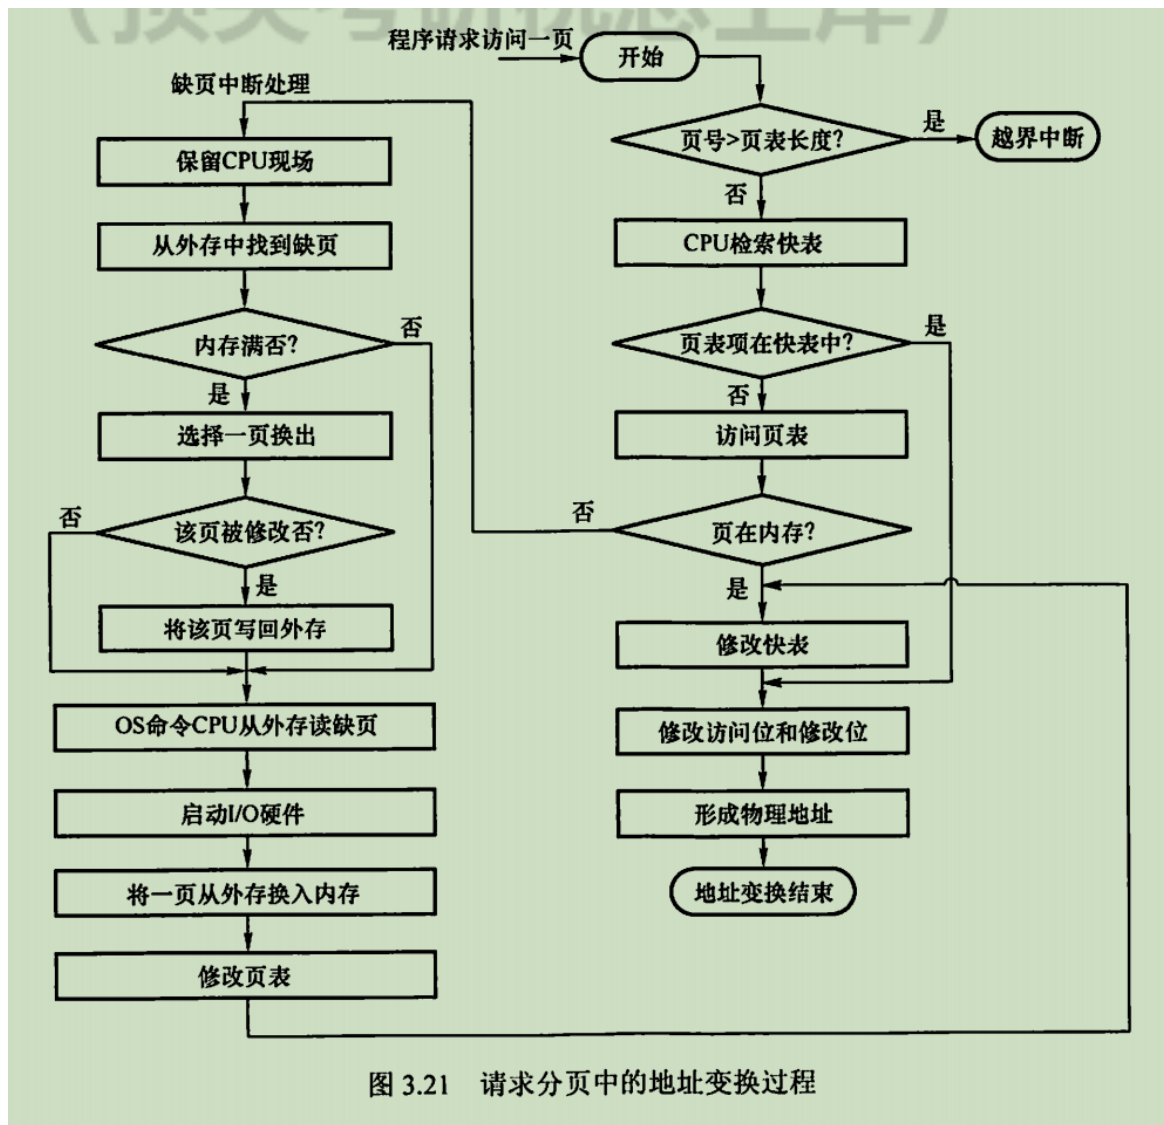 程序请求访问一页
开始
缺页中断处理
页号>页表长度?
是
越界中断
保留CPU现场
否
从外存中找到缺页
CPU检索快表
内存满否?
否
页表项在快表中?
是
是
否
选择一页换出
访问页表
否
该页被修改否?
否
页在内存?
是
是
将该页写回外存
修改快表
OS命令CPU从外存读缺页
修改访问位和修改位
启动I/O硬件
形成物理地址
将一页从外存换入内存
地址变换结束
修改页表
图 3.21 请求分页中的地址变换过程